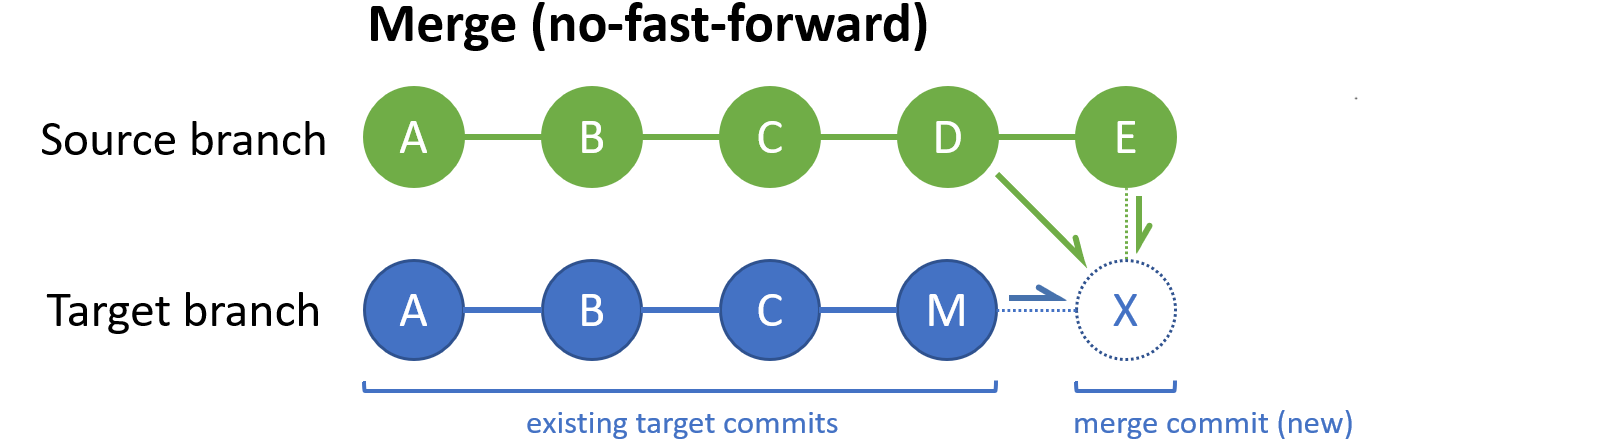 Merge (no-fast-forward)
Source branch A B C D E
Target branch A B C M X
existing target commits merge commit (new)